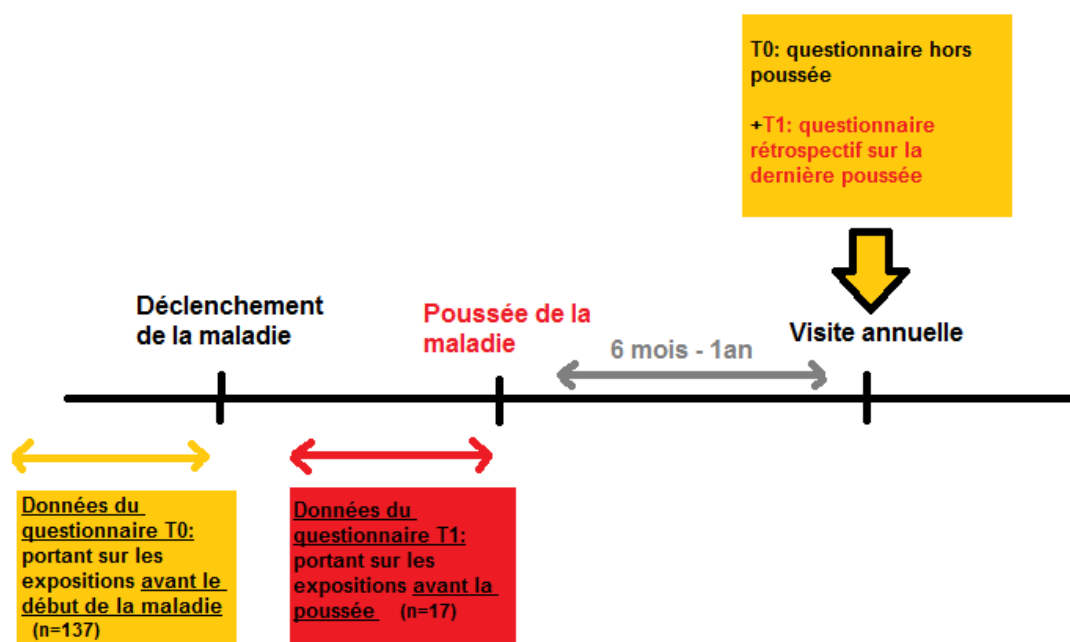 T0: questionnaire hors
poussée
+T1: questionnaire
rétrospectif sur la
dernière poussée
Déclenchement
de la maladie
Poussée de la
maladie
6 mois - 1an
Visite annuelle
Données du
questionnaire T0:
portant sur les
expositions avant le
début de la maladie
(n=137)
Données du
questionnaire T1:
portant sur les
expositions avant la
poussée (n=17)